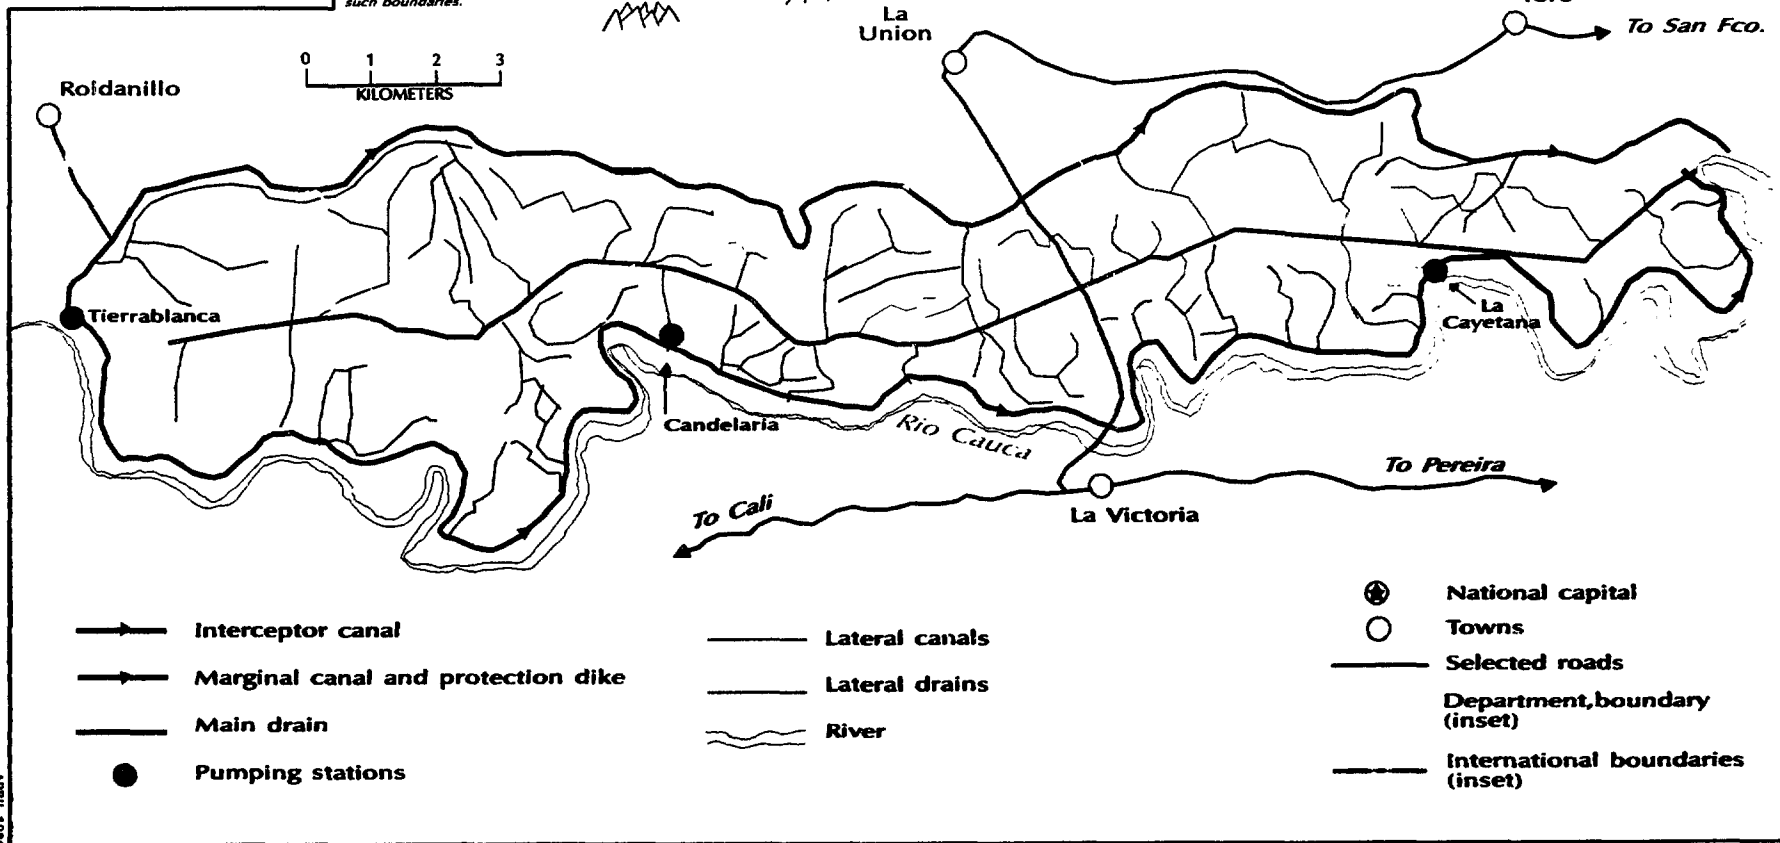 such boundaries.
La
Union
To San Fco.
0 1 2 3
KILOMETERS
Roldanillo
Tierrablanca
La
Cayetana
Candelaria
Rio Cauca
To Pereira
To Cali
La Victoria
Interceptor canal
Marginal canal and protection dike
Main drain
Pumping stations
Lateral canals
Lateral drains
River
National capital
Towns
Selected roads
Department boundary
(inset)
International boundaries
(inset)